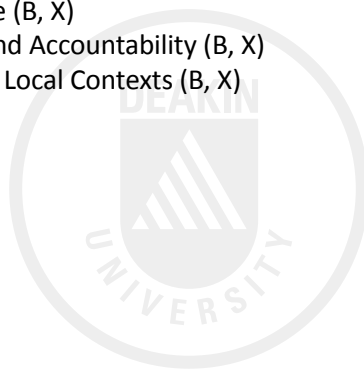 e (B, X)
nd Accountability (B, X)
Local Contexts (B, X)
DEAKIN
UNIVERSITY